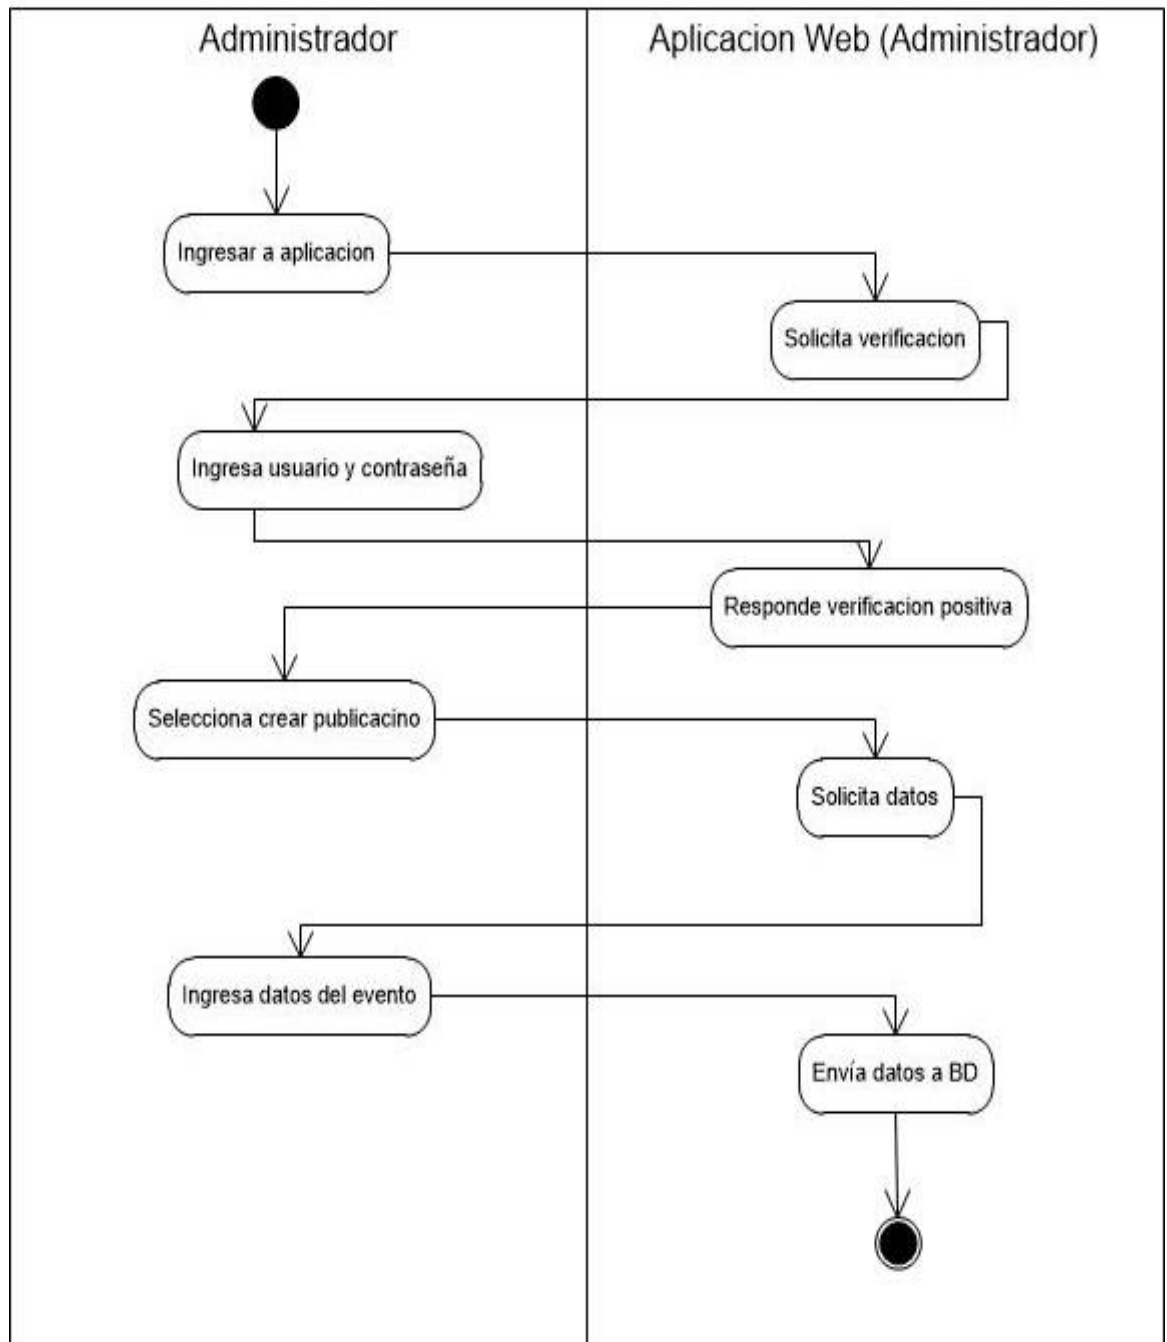 Administrador
Aplicacion Web (Administrador)
Ingresar a aplicacion
Solicita verificacion
Ingresa usuario y contraseña
Responde verificacion positiva
Selecciona crear publicacino
Solicita datos
Ingresa datos del evento
Envía datos a BD